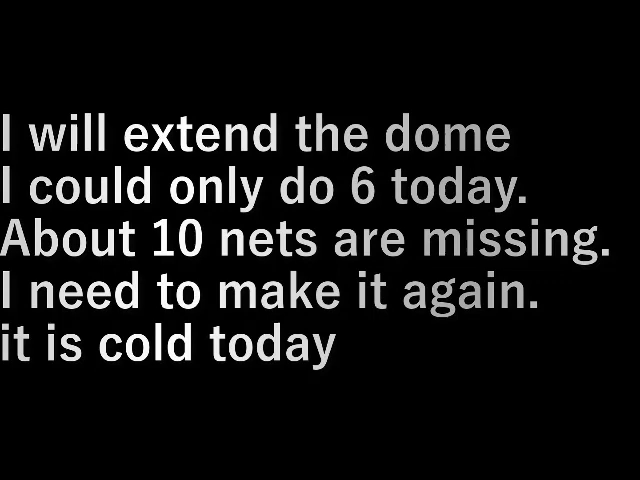 I will extend the dome
I could only do 6 today.
About 10 nets are missing.
I need to make it again.
it is cold today